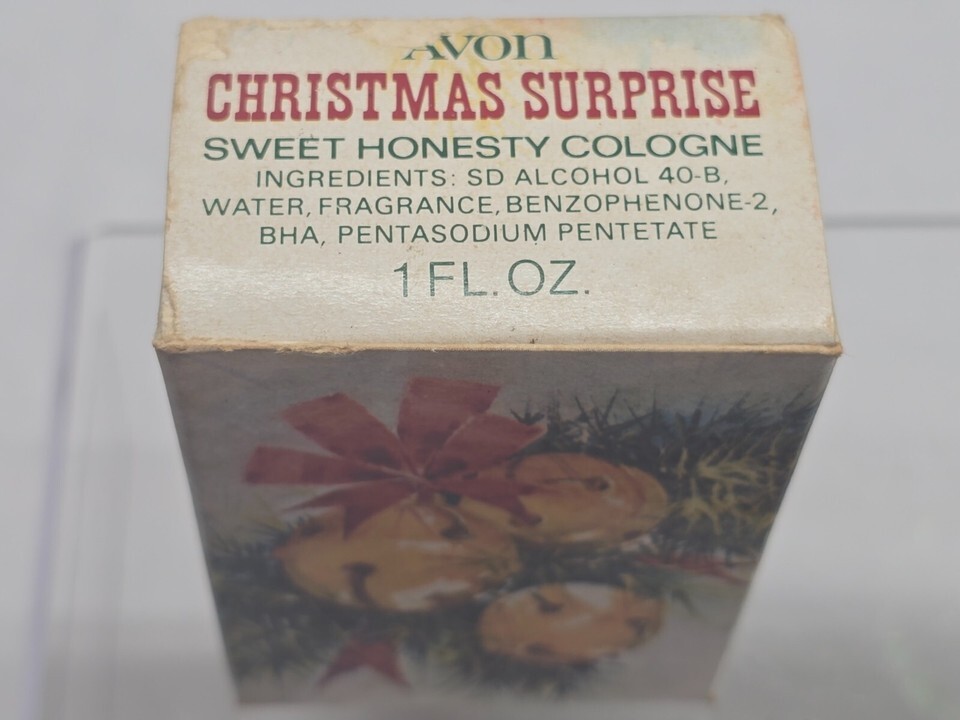 AVON
CHRISTMAS SURPRISE
SWEET HONESTY COLOGNE
INGREDIENTS: SD ALCOHOL 40-B,
WATER, FRAGRANCE, BENZOPHENONE-2,
BHA, PENTASODIUM PENTETATE
1 FL. OZ.